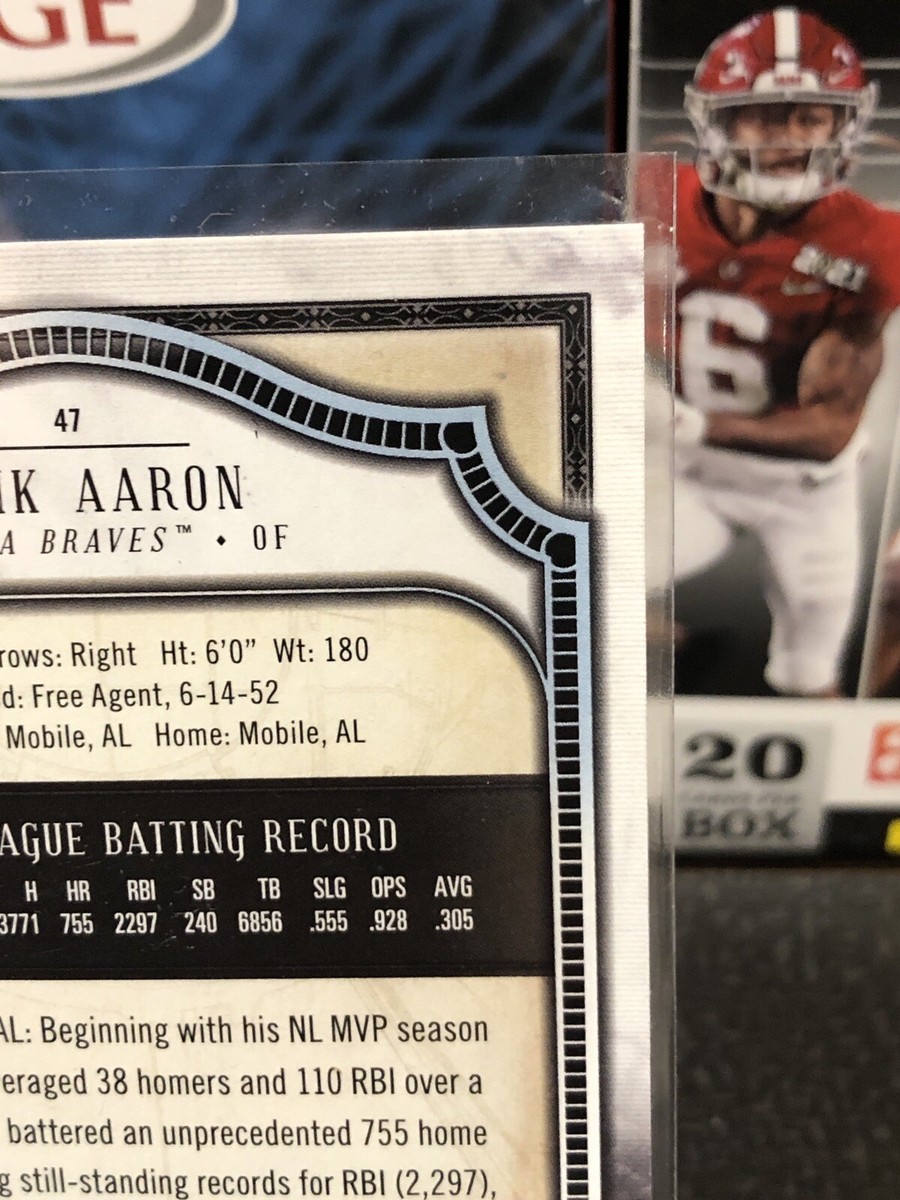 GE
2021
6
47
NK AARON
A BRAVES™ • OF
rows: Right Ht: 6'0" Wt: 180
d: Free Agent, 6-14-52
Mobile, AL Home: Mobile, AL
AGUE BATTING RECORD
H HR RBI SB TB SLG OPS AVG
3771 755 2297 240 6856 .555 .928 .305
AL: Beginning with his NL MVP season
eraged 38 homers and 110 RBI over a
battered an unprecedented 755 home
g still-standing records for RBI (2,297),
20
BOX